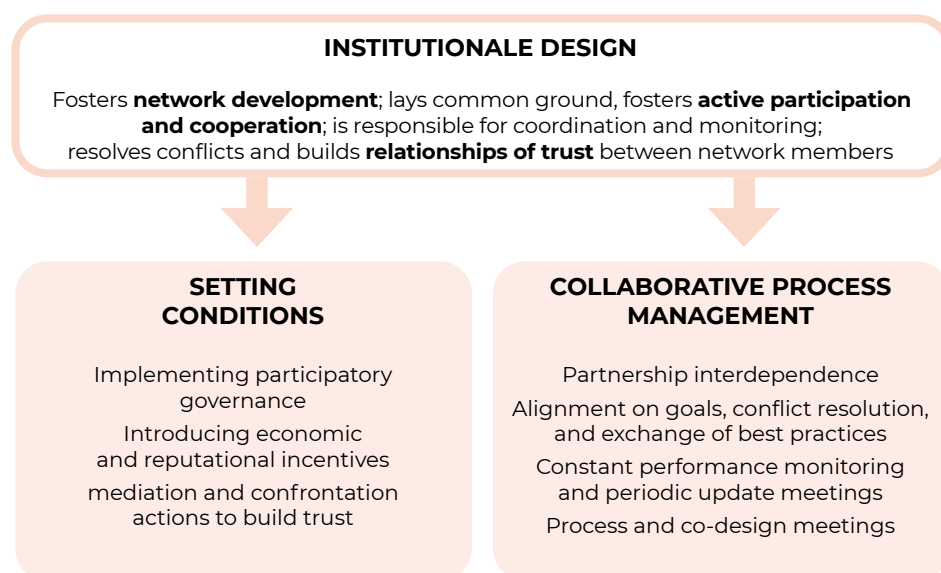 INSTITUTIONALE DESIGN
Fosters network development; lays common ground, fosters active participation
and cooperation; is responsible for coordination and monitoring;
resolves conflicts and builds relationships of trust between network members
SETTING
CONDITIONS
Implementing participatory
governance
Introducing economic
and reputational incentives
mediation and confrontation
actions to build trust
COLLABORATIVE PROCESS
MANAGEMENT
Partnership interdependence
Alignment on goals, conflict resolution,
and exchange of best practices
Constant performance monitoring
and periodic update meetings
Process and co-design meetings